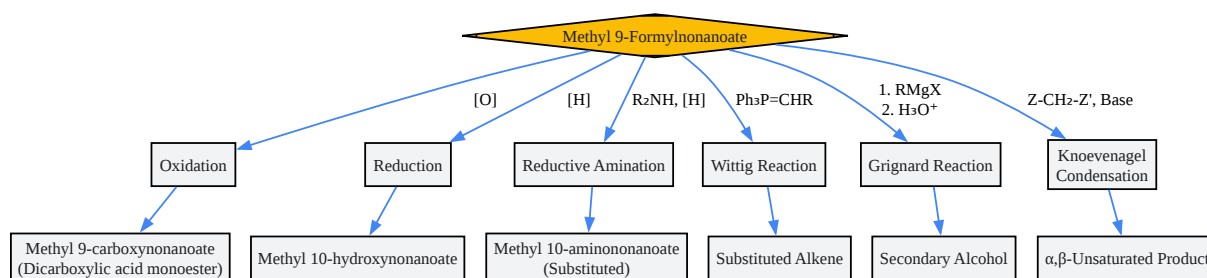 Methyl 9-Formylnonanoate
[O]
[H]
R₂NH, [H]
Ph₃P=CHR
1. RMgX
2. H₃O⁺
Z-CH₂-Z', Base
Oxidation
Reduction
Reductive Amination
Wittig Reaction
Grignard Reaction
Knoevenagel
Condensation
Methyl 9-carboxynonanoate
(Dicarboxylic acid monoester)
Methyl 10-hydroxynonanoate
Methyl 10-aminononanoate
(Substituted)
Substituted Alkene
Secondary Alcohol
α,β-Unsaturated Product